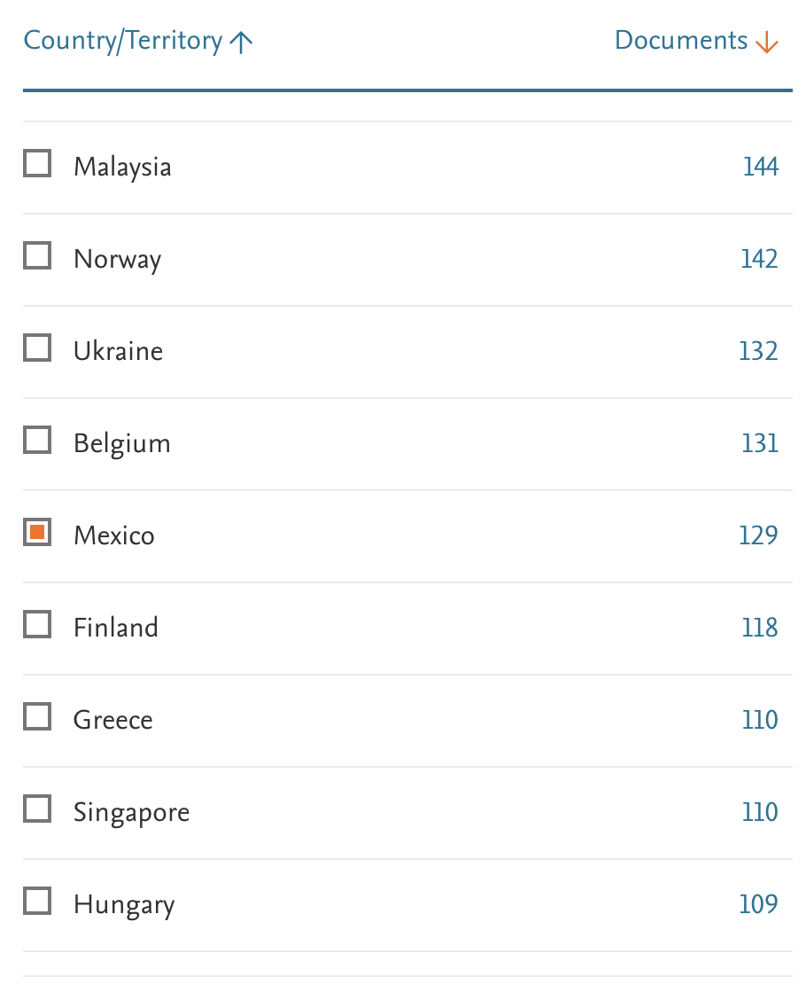 Country/Territory Documents
Malaysia 144
Norway 142
Ukraine 132
Belgium 131
Mexico 129
Finland 118
Greece 110
Singapore 110
Hungary 109